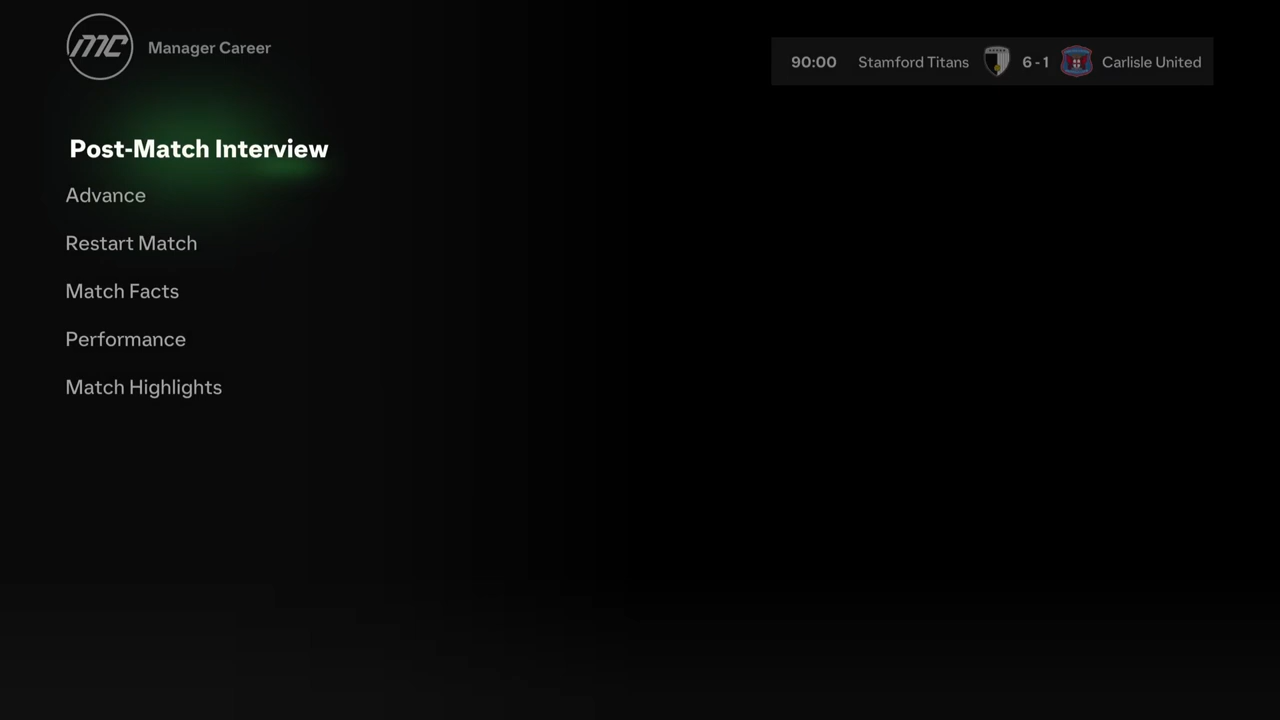 MC
Manager Career
90:00 Stamford Titans 6 - 1 Carlisle United
Post-Match Interview
Advance
Restart Match
Match Facts
Performance
Match Highlights